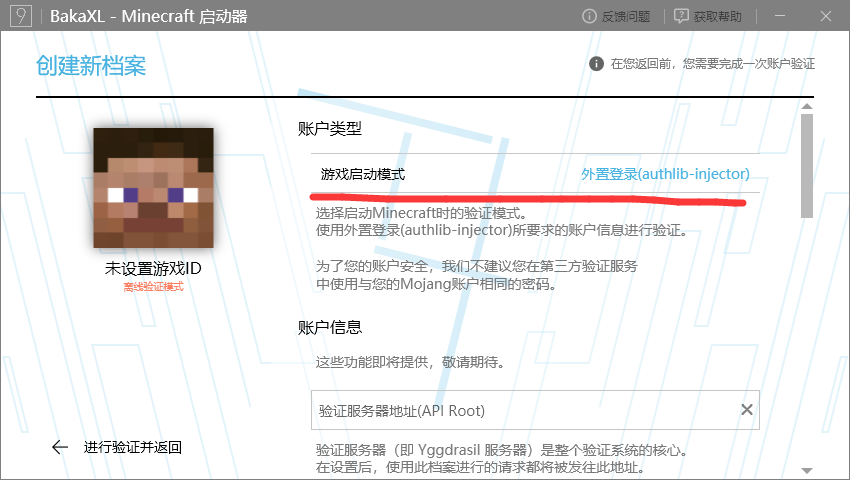 BakaXL - Minecraft 启动器
反馈问题
获取帮助
创建新档案
在您返回前，您需要完成一次账户验证
账户类型
游戏启动模式 外置登录(authlib-injector)
选择启动Minecraft时的验证模式。
使用外置登录(authlib-injector)所要求的账户信息进行验证。
未设置游戏ID
离线验证模式
为了您的账户安全，我们不建议您在第三方验证服务
中使用与您的Mojang账户相同的密码。
账户信息
这些功能即将提供，敬请期待。
验证服务器地址(API Root)
进行验证并返回
验证服务器（即 Yggdrasil 服务器）是整个验证系统的核心。
在设置后，使用此档案进行的请求都将被发往此地址。